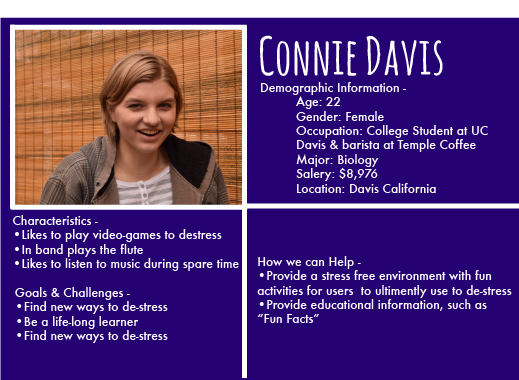 Connie Davis
Demographic Information -
Age: 22
Gender: Female
Occupation: College Student at UC
Davis & barista at Temple Coffee
Major: Biology
Salery: $8,976
Location: Davis California
Characteristics -
•Likes to play video-games to destress
•In band plays the flute
•Likes to listen to music during spare time
Goals & Challenges -
•Find new ways to de-stress
•Be a life-long learner
•Find new ways to de-stress
How we can Help -
•Provide a stress free environment with fun
activities for users to ultimently use to de-stress
•Provide educational information, such as
“Fun Facts”